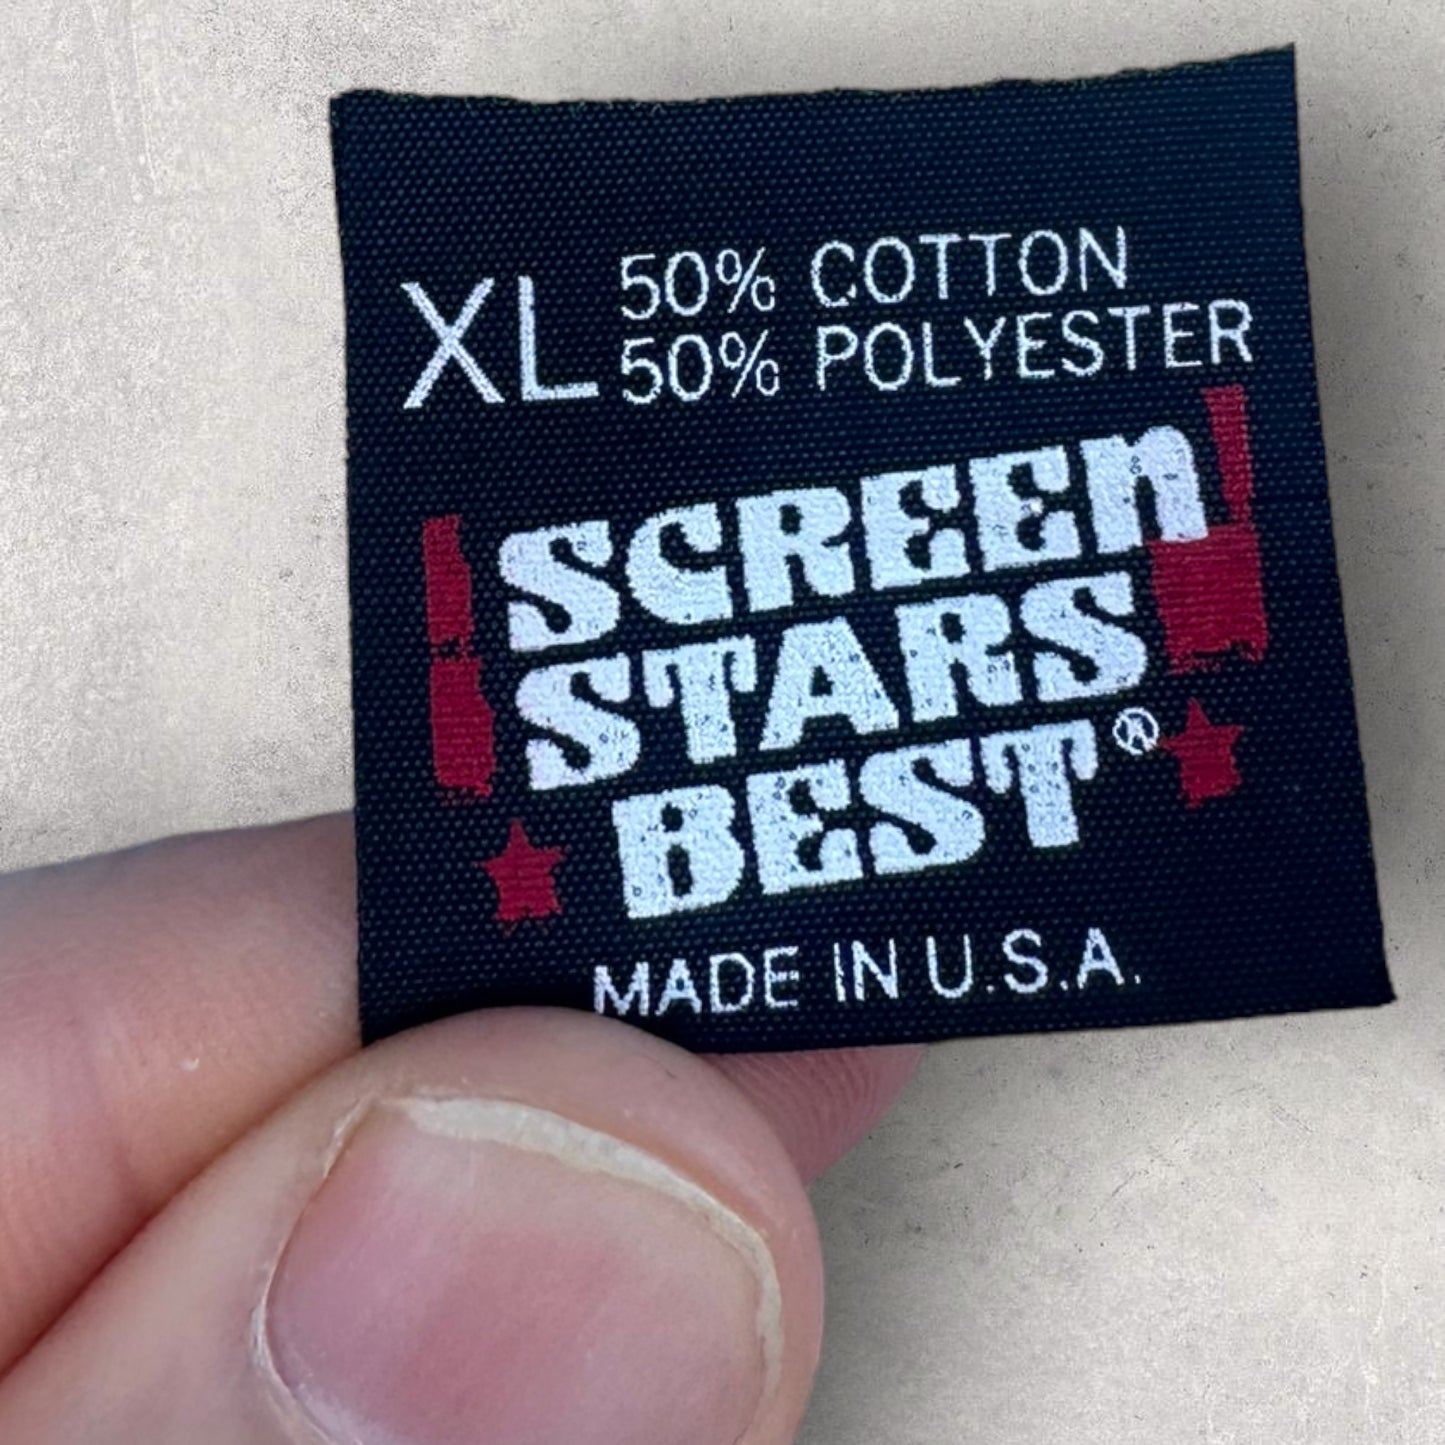 XL 50% COTTON
50% POLYESTER
SCREEN
STARS
BEST®
MADE IN U.S.A.